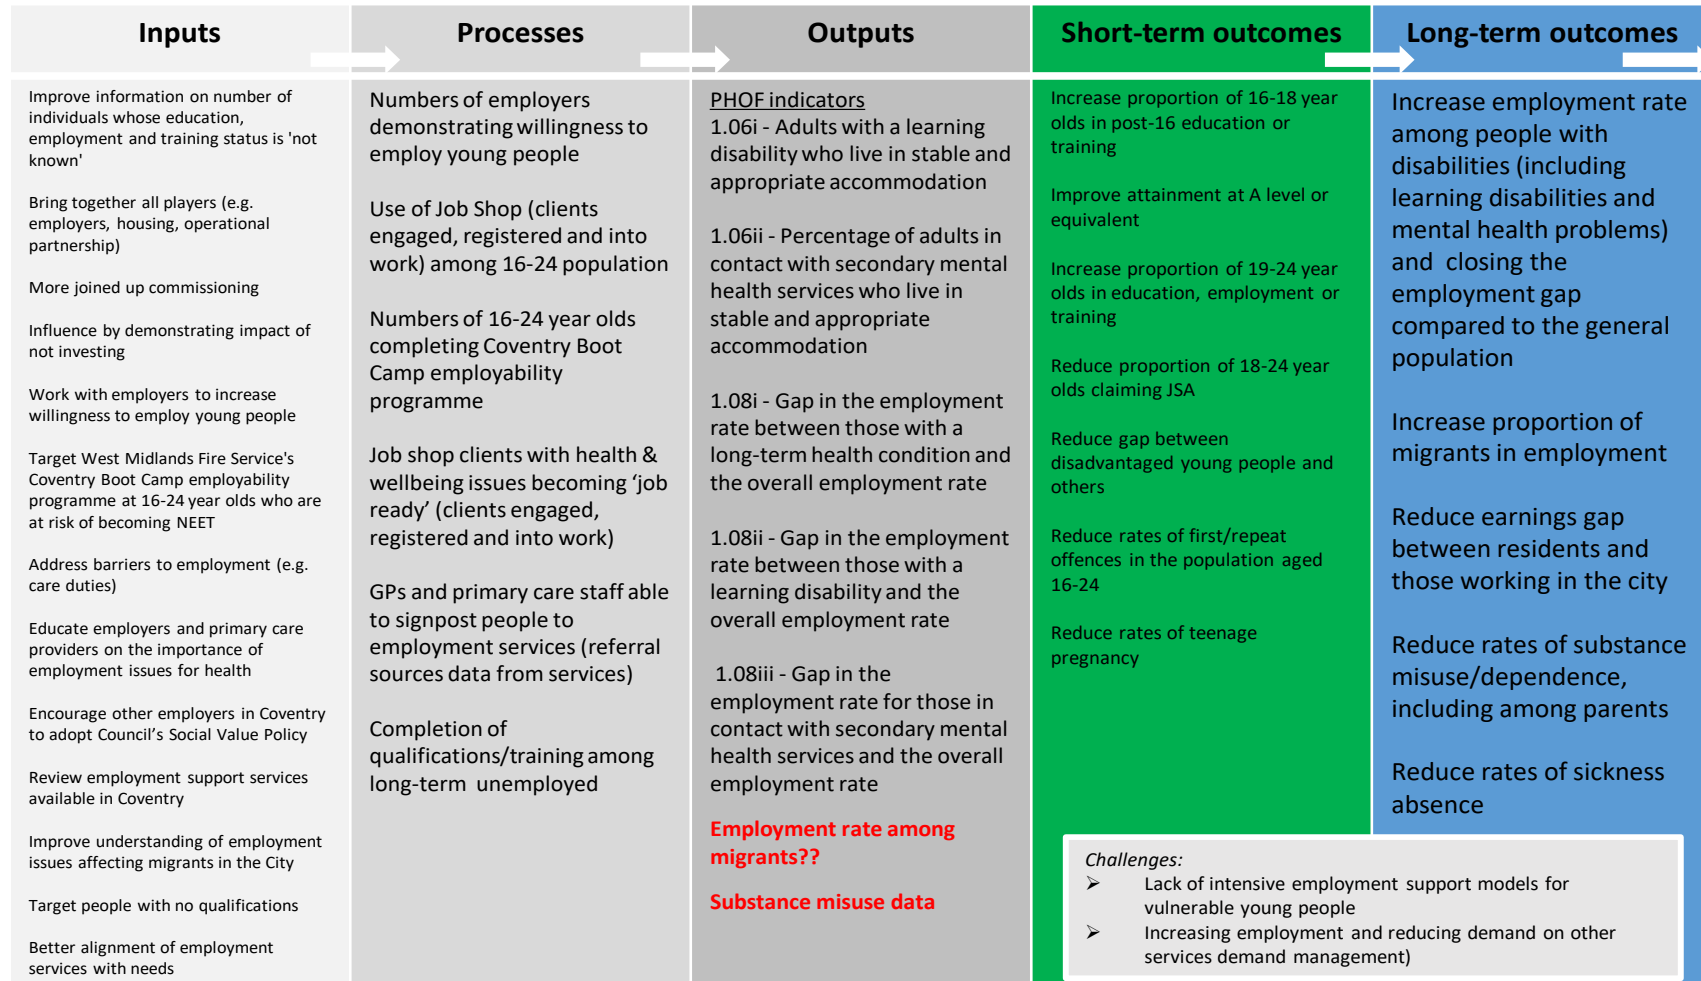 Inputs
Processes
Outputs
Short-term outcomes
Long-term outcomes
Improve information on number of
individuals whose education,
employment and training status is 'not
known'
Bring together all players (e.g.
employers, housing, operational
partnership)
More joined up commissioning
Influence by demonstrating impact of
not investing
Work with employers to increase
willingness to employ young people
Target West Midlands Fire Service's
Coventry Boot Camp employability
programme at 16-24 year olds who are
at risk of becoming NEET
Address barriers to employment (e.g.
care duties)
Educate employers and primary care
providers on the importance of
employment issues for health
Encourage other employers in Coventry
to adopt Council’s Social Value Policy
Review employment support services
available in Coventry
Improve understanding of employment
issues affecting migrants in the City
Target people with no qualifications
Better alignment of employment
services with needs
Numbers of employers
demonstrating willingness to
employ young people
Use of Job Shop (clients
engaged, registered and into
work) among 16-24 population
Numbers of 16-24 year olds
completing Coventry Boot
Camp employability
programme
Job shop clients with health &
wellbeing issues becoming ‘job
ready’ (clients engaged,
registered and into work)
GPs and primary care staff able
to signpost people to
employment services (referral
sources data from services)
Completion of
qualifications/training among
long-term unemployed
PHOF indicators
1.06i - Adults with a learning
disability who live in stable and
appropriate accommodation
1.06ii - Percentage of adults in
contact with secondary mental
health services who live in
stable and appropriate
accommodation
1.08i - Gap in the employment
rate between those with a
long-term health condition and
the overall employment rate
1.08ii - Gap in the employment
rate between those with a
learning disability and the
overall employment rate
1.08iii - Gap in the
employment rate for those in
contact with secondary mental
health services and the overall
employment rate
Employment rate among
migrants??
Substance misuse data
Increase proportion of 16-18 year
olds in post-16 education or
training
Improve attainment at A level or
equivalent
Increase proportion of 19-24 year
olds in education, employment or
training
Reduce proportion of 18-24 year
olds claiming JSA
Reduce gap between
disadvantaged young people and
others
Reduce rates of first/repeat
offences in the population aged
16-24
Reduce rates of teenage
pregnancy
Increase employment rate
among people with
disabilities (including
learning disabilities and
mental health problems)
and closing the
employment gap
compared to the general
population
Increase proportion of
migrants in employment
Reduce earnings gap
between residents and
those working in the city
Reduce rates of substance
misuse/dependence,
including among parents
Reduce rates of sickness
absence
Challenges:
➢ Lack of intensive employment support models for
vulnerable young people
➢ Increasing employment and reducing demand on other
services demand management)